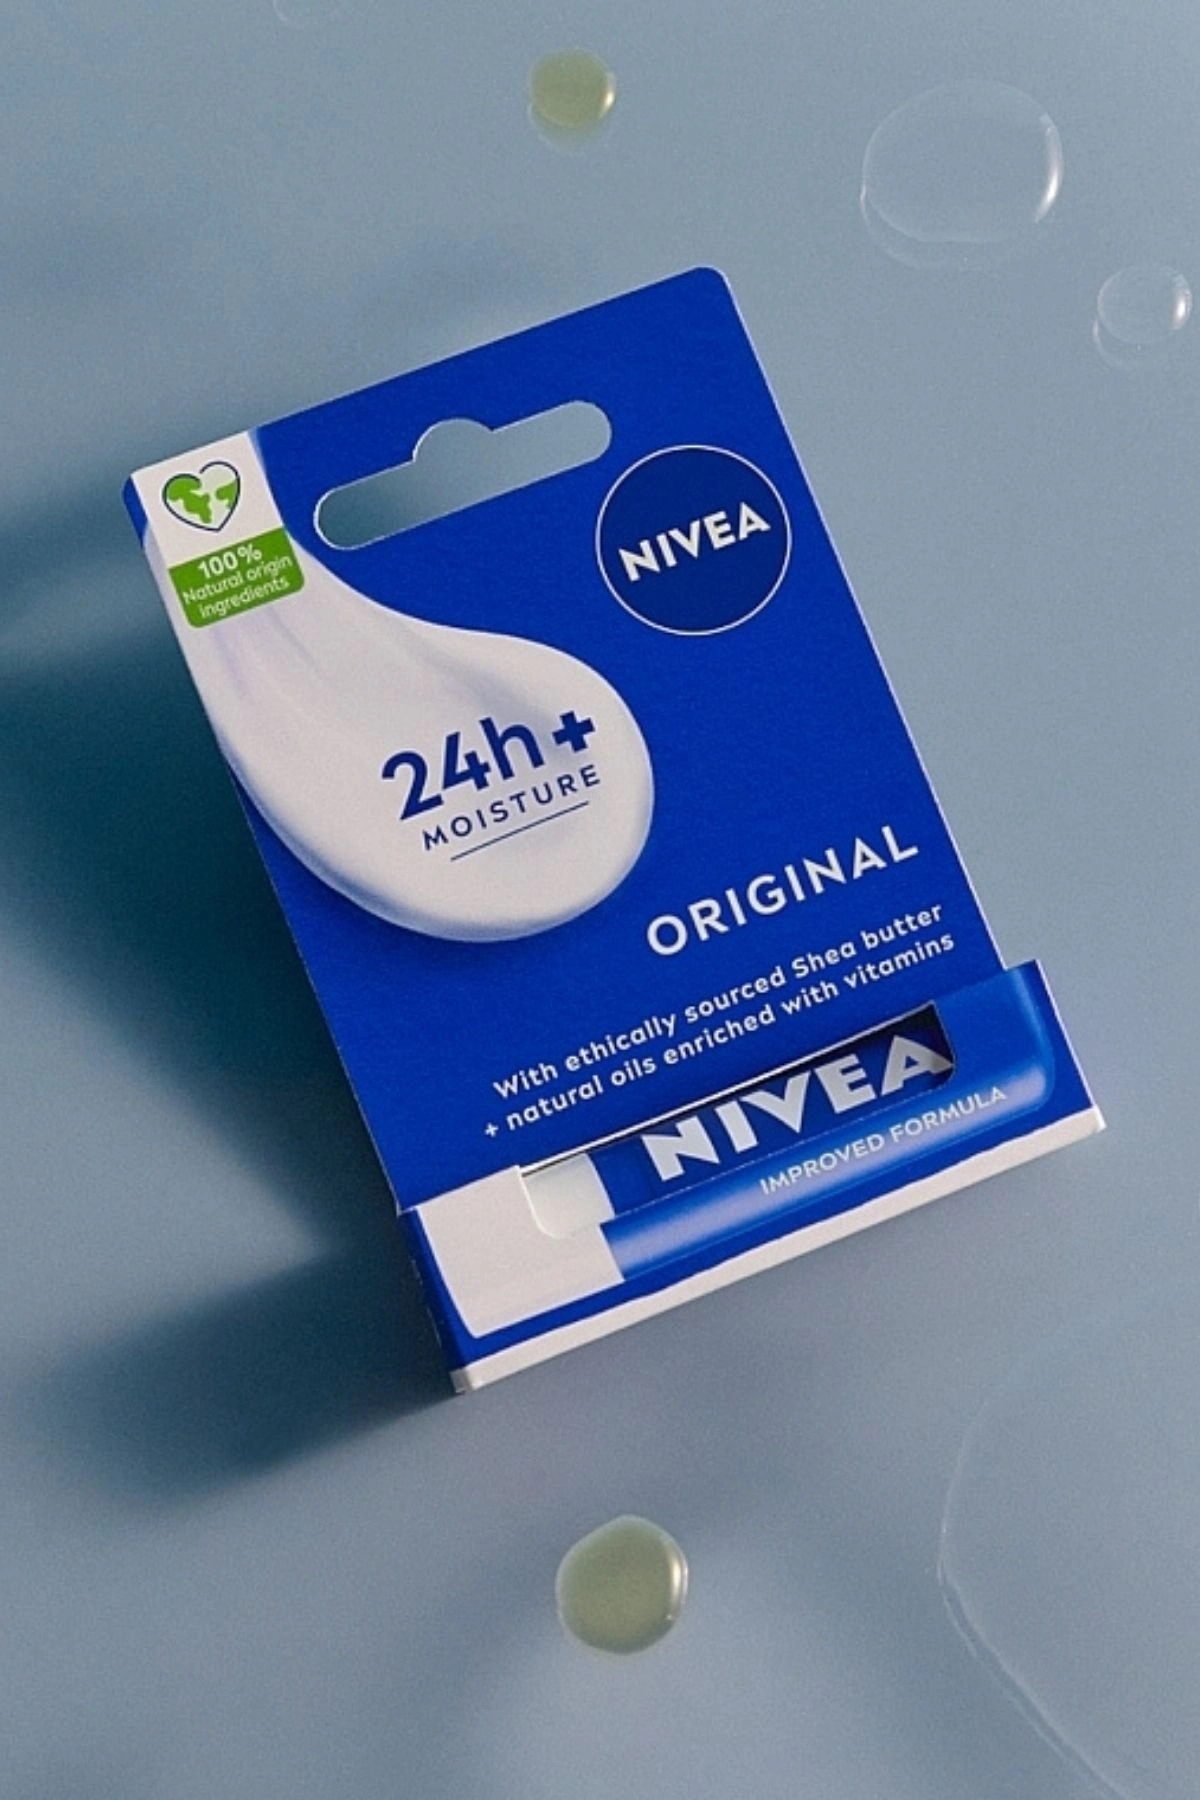 100%
Natural origin
ingredients
NIVEA
24h+
MOISTURE
ORIGINAL
With ethically sourced Shea butter
+ natural oils enriched with vitamins
NIVEA
IMPROVED FORMULA